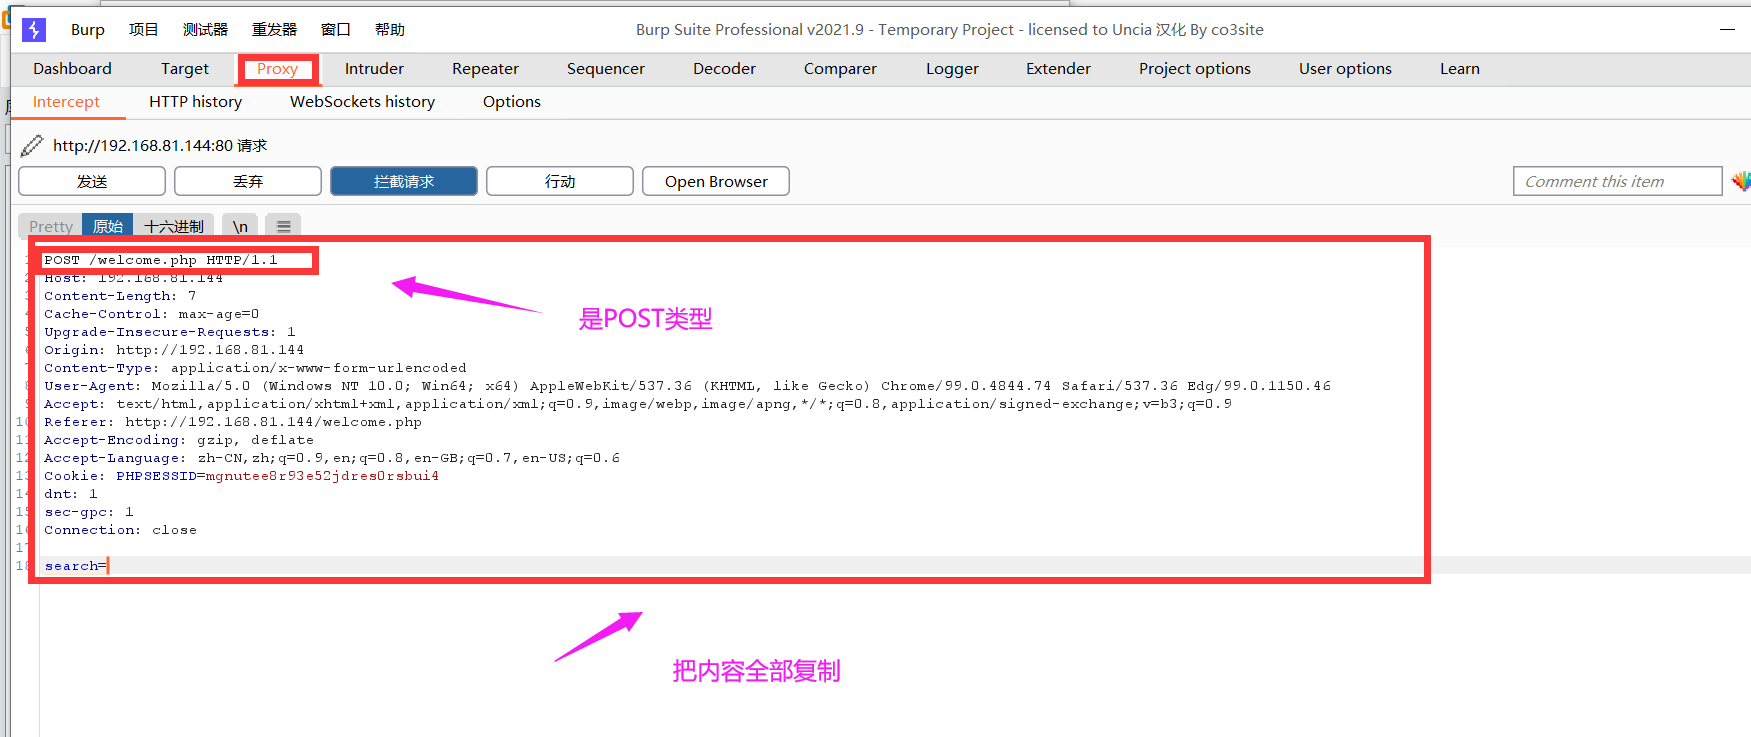 Burp 项目 测试器 重发器 窗口 帮助 Burp Suite Professional v2021.9 - Temporary Project - licensed to Uncia 汉化 By co3site
Dashboard Target Proxy Intruder Repeater Sequencer Decoder Comparer Logger Extender Project options User options Learn
Intercept HTTP history WebSockets history Options
http://192.168.81.144:80 请求
发送 丢弃 拦截请求 行动 Open Browser Comment this item
Pretty 原始 十六进制 \n
POST /welcome.php HTTP/1.1
Host: 192.168.81.144
Content-Length: 7
Cache-Control: max-age=0
是POST类型
Upgrade-Insecure-Requests: 1
Origin: http://192.168.81.144
Content-Type: application/x-www-form-urlencoded
User-Agent: Mozilla/5.0 (Windows NT 10.0; Win64; x64) AppleWebKit/537.36 (KHTML, like Gecko) Chrome/99.0.4844.74 Safari/537.36 Edg/99.0.1150.46
Accept: text/html,application/xhtml+xml,application/xml;q=0.9,image/webp,image/apng,*/*;q=0.8,application/signed-exchange;v=b3;q=0.9
10 Referer: http://192.168.81.144/welcome.php
11 Accept-Encoding: gzip, deflate
12 Accept-Language: zh-CN,zh;q=0.9,en;q=0.8,en-GB;q=0.7,en-US;q=0.6
13 Cookie: PHPSESSID=mgnutee8r93e52jdres0rsbui4
14 dnt: 1
15 sec-gpc: 1
16 Connection: close
17
18 search=
把内容全部复制